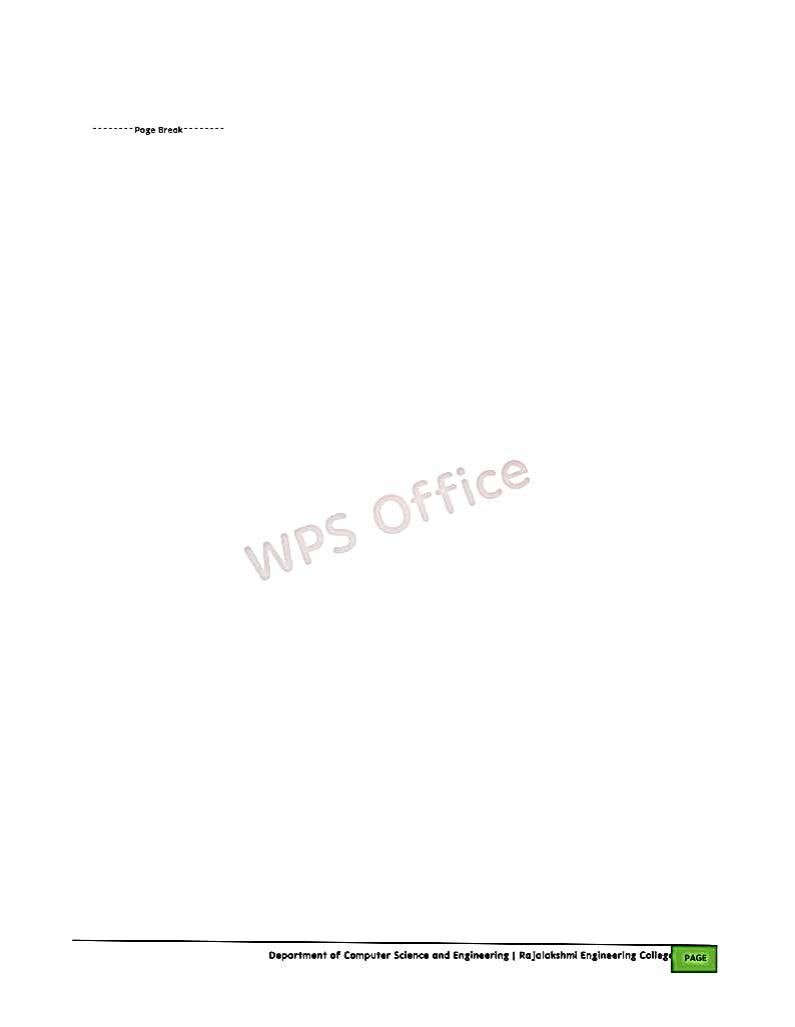 --------Page Break--------
WPS Office
Department of Computer Science and Engineering | Rajalakshmi Engineering College
PAGE